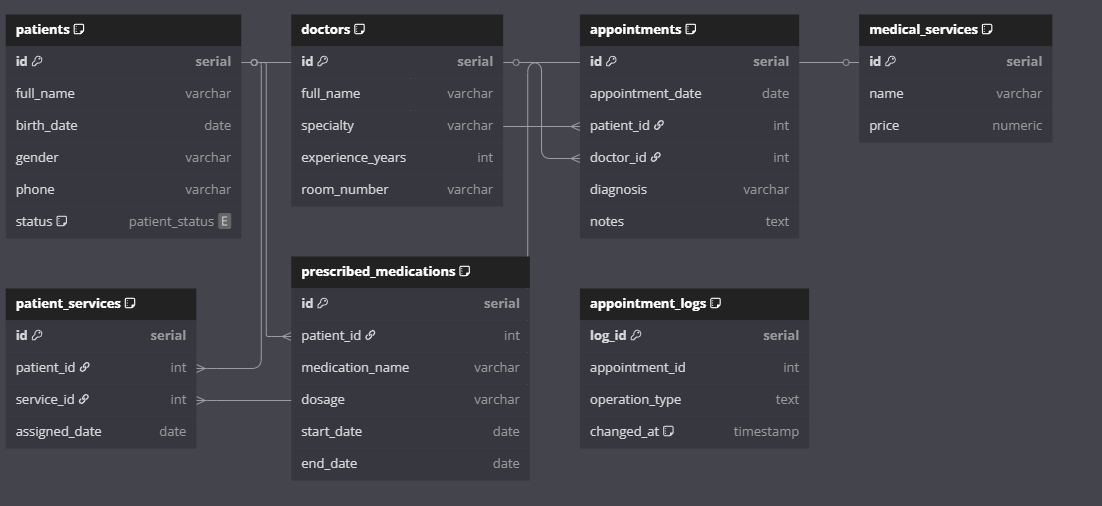 patients
id serial
full_name varchar
birth_date date
gender varchar
phone varchar
status patient_status E
doctors
id serial
full_name varchar
specialty varchar
experience_years int
room_number varchar
appointments
id serial
appointment_date date
patient_id int
doctor_id int
diagnosis varchar
notes text
medical_services
id serial
name varchar
price numeric
patient_services
id serial
patient_id int
service_id int
assigned_date date
prescribed_medications
id serial
patient_id int
medication_name varchar
dosage varchar
start_date date
end_date date
appointment_logs
log_id serial
appointment_id int
operation_type text
changed_at timestamp